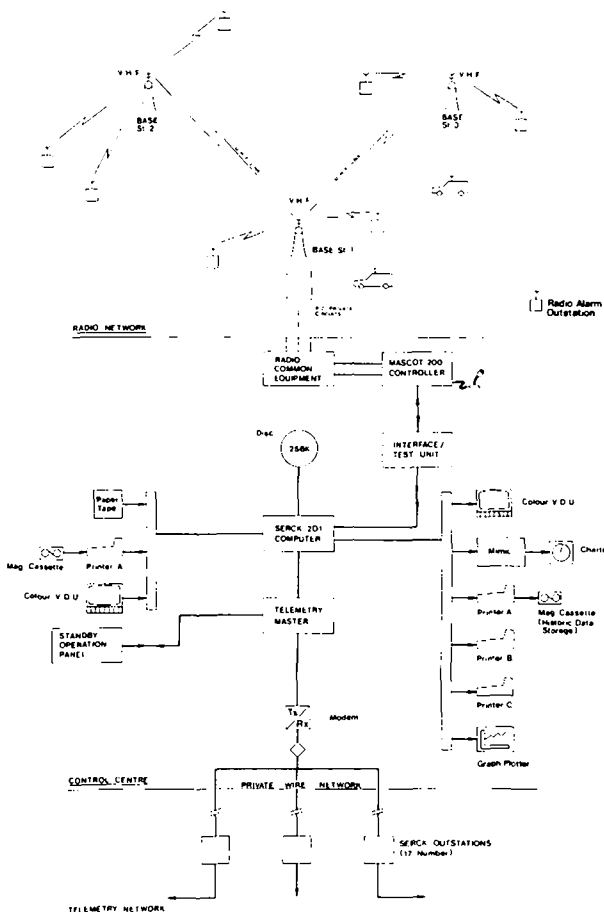 V.H.F
V.H.F
BASE
St 2
BASE
St 3
V.H.F
BASE St 1
Radio Alarm
Outstation
RADIO NETWORK
RADIO
COMMON
EQUIPMENT
MASCOT 200
CONTROLLER
Disc
256K
INTERFACE/
TEST UNIT
Paper
Tape
Colour V.D.U
SERCK 2D1
COMPUTER
Mimic
Mag Cassette
Printer A
Colour V.D.U
Printer A
Mag Cassette
(Historic Data
Storage)
TELEMETRY
MASTER
STANDBY
OPERATION
PANEL
Printer B
Tx
Rx
Modem
Printer C
Graph Plotter
CONTROL CENTRE
PRIVATE WIRE NETWORK
SERCK OUTSTATIONS
(17 Number)
TELEMETRY NETWORK